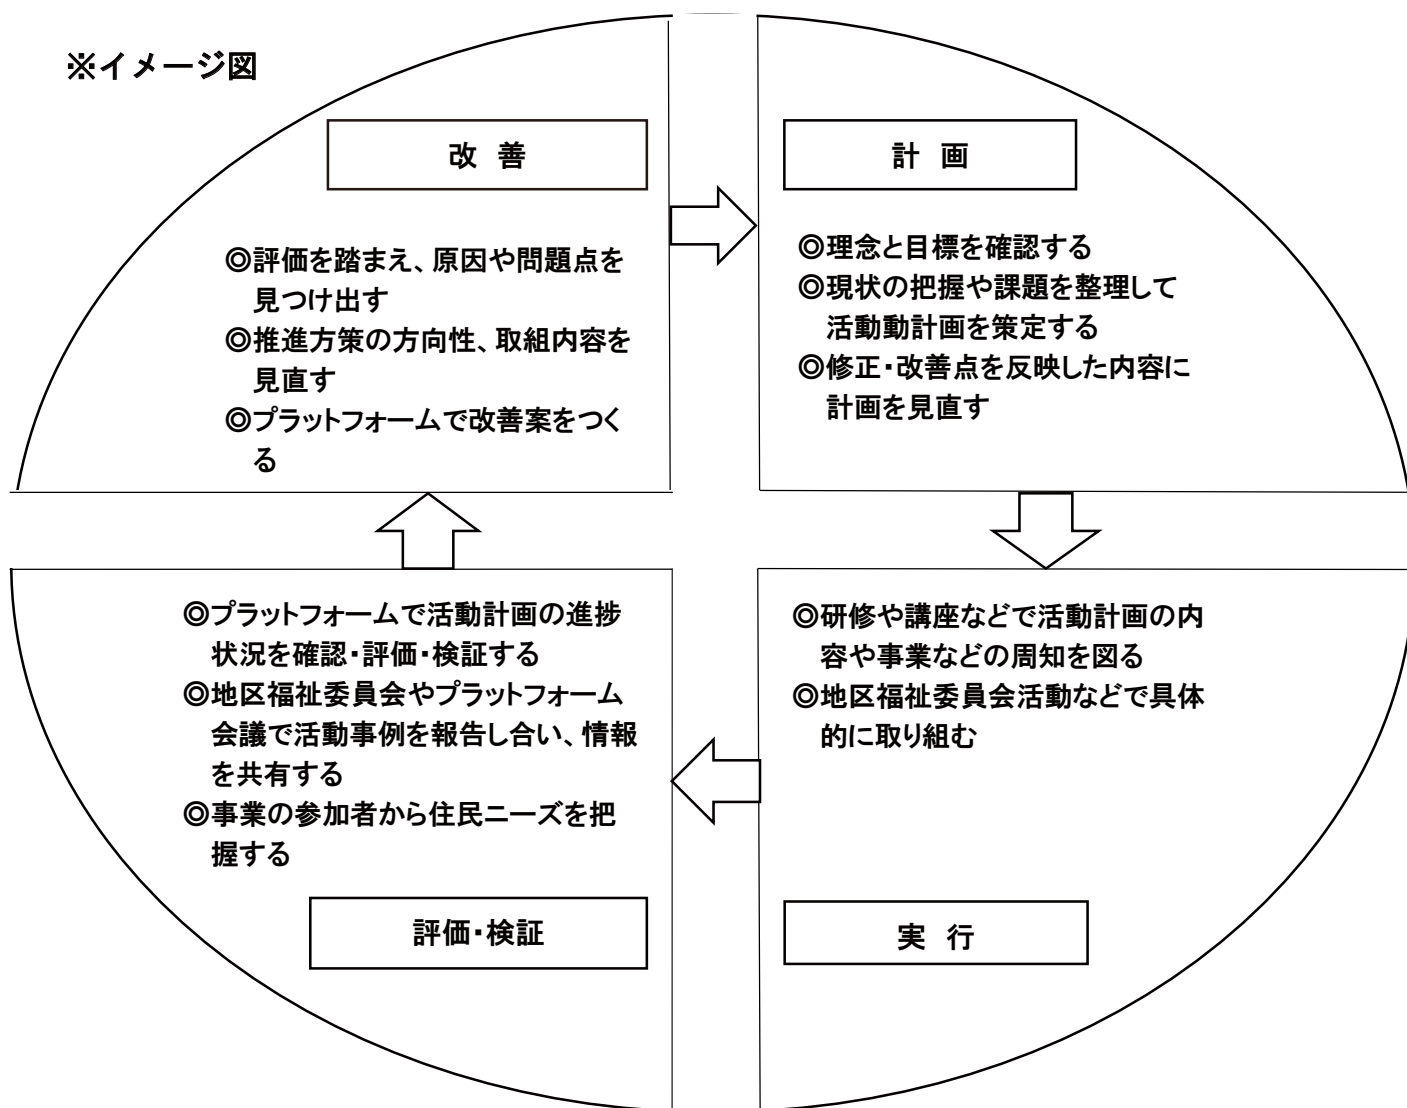 ※イメージ図
改 善
◎評価を踏まえ、原因や問題点を
見つけ出す
◎推進方策の方向性、取組内容を
見直す
◎プラットフォームで改善案をつく
る
計 画
◎理念と目標を確認する
◎現状の把握や課題を整理して
活動動計画を策定する
◎修正・改善点を反映した内容に
計画を見直す
◎プラットフォームで活動計画の進捗
状況を確認・評価・検証する
◎地区福祉委員会やプラットフォーム
会議で活動事例を報告し合い、情報
を共有する
◎事業の参加者から住民ニーズを把
握する
評価・検証
◎研修や講座などで活動計画の内
容や事業などの周知を図る
◎地区福祉委員会活動などで具体
的に取り組む
実 行